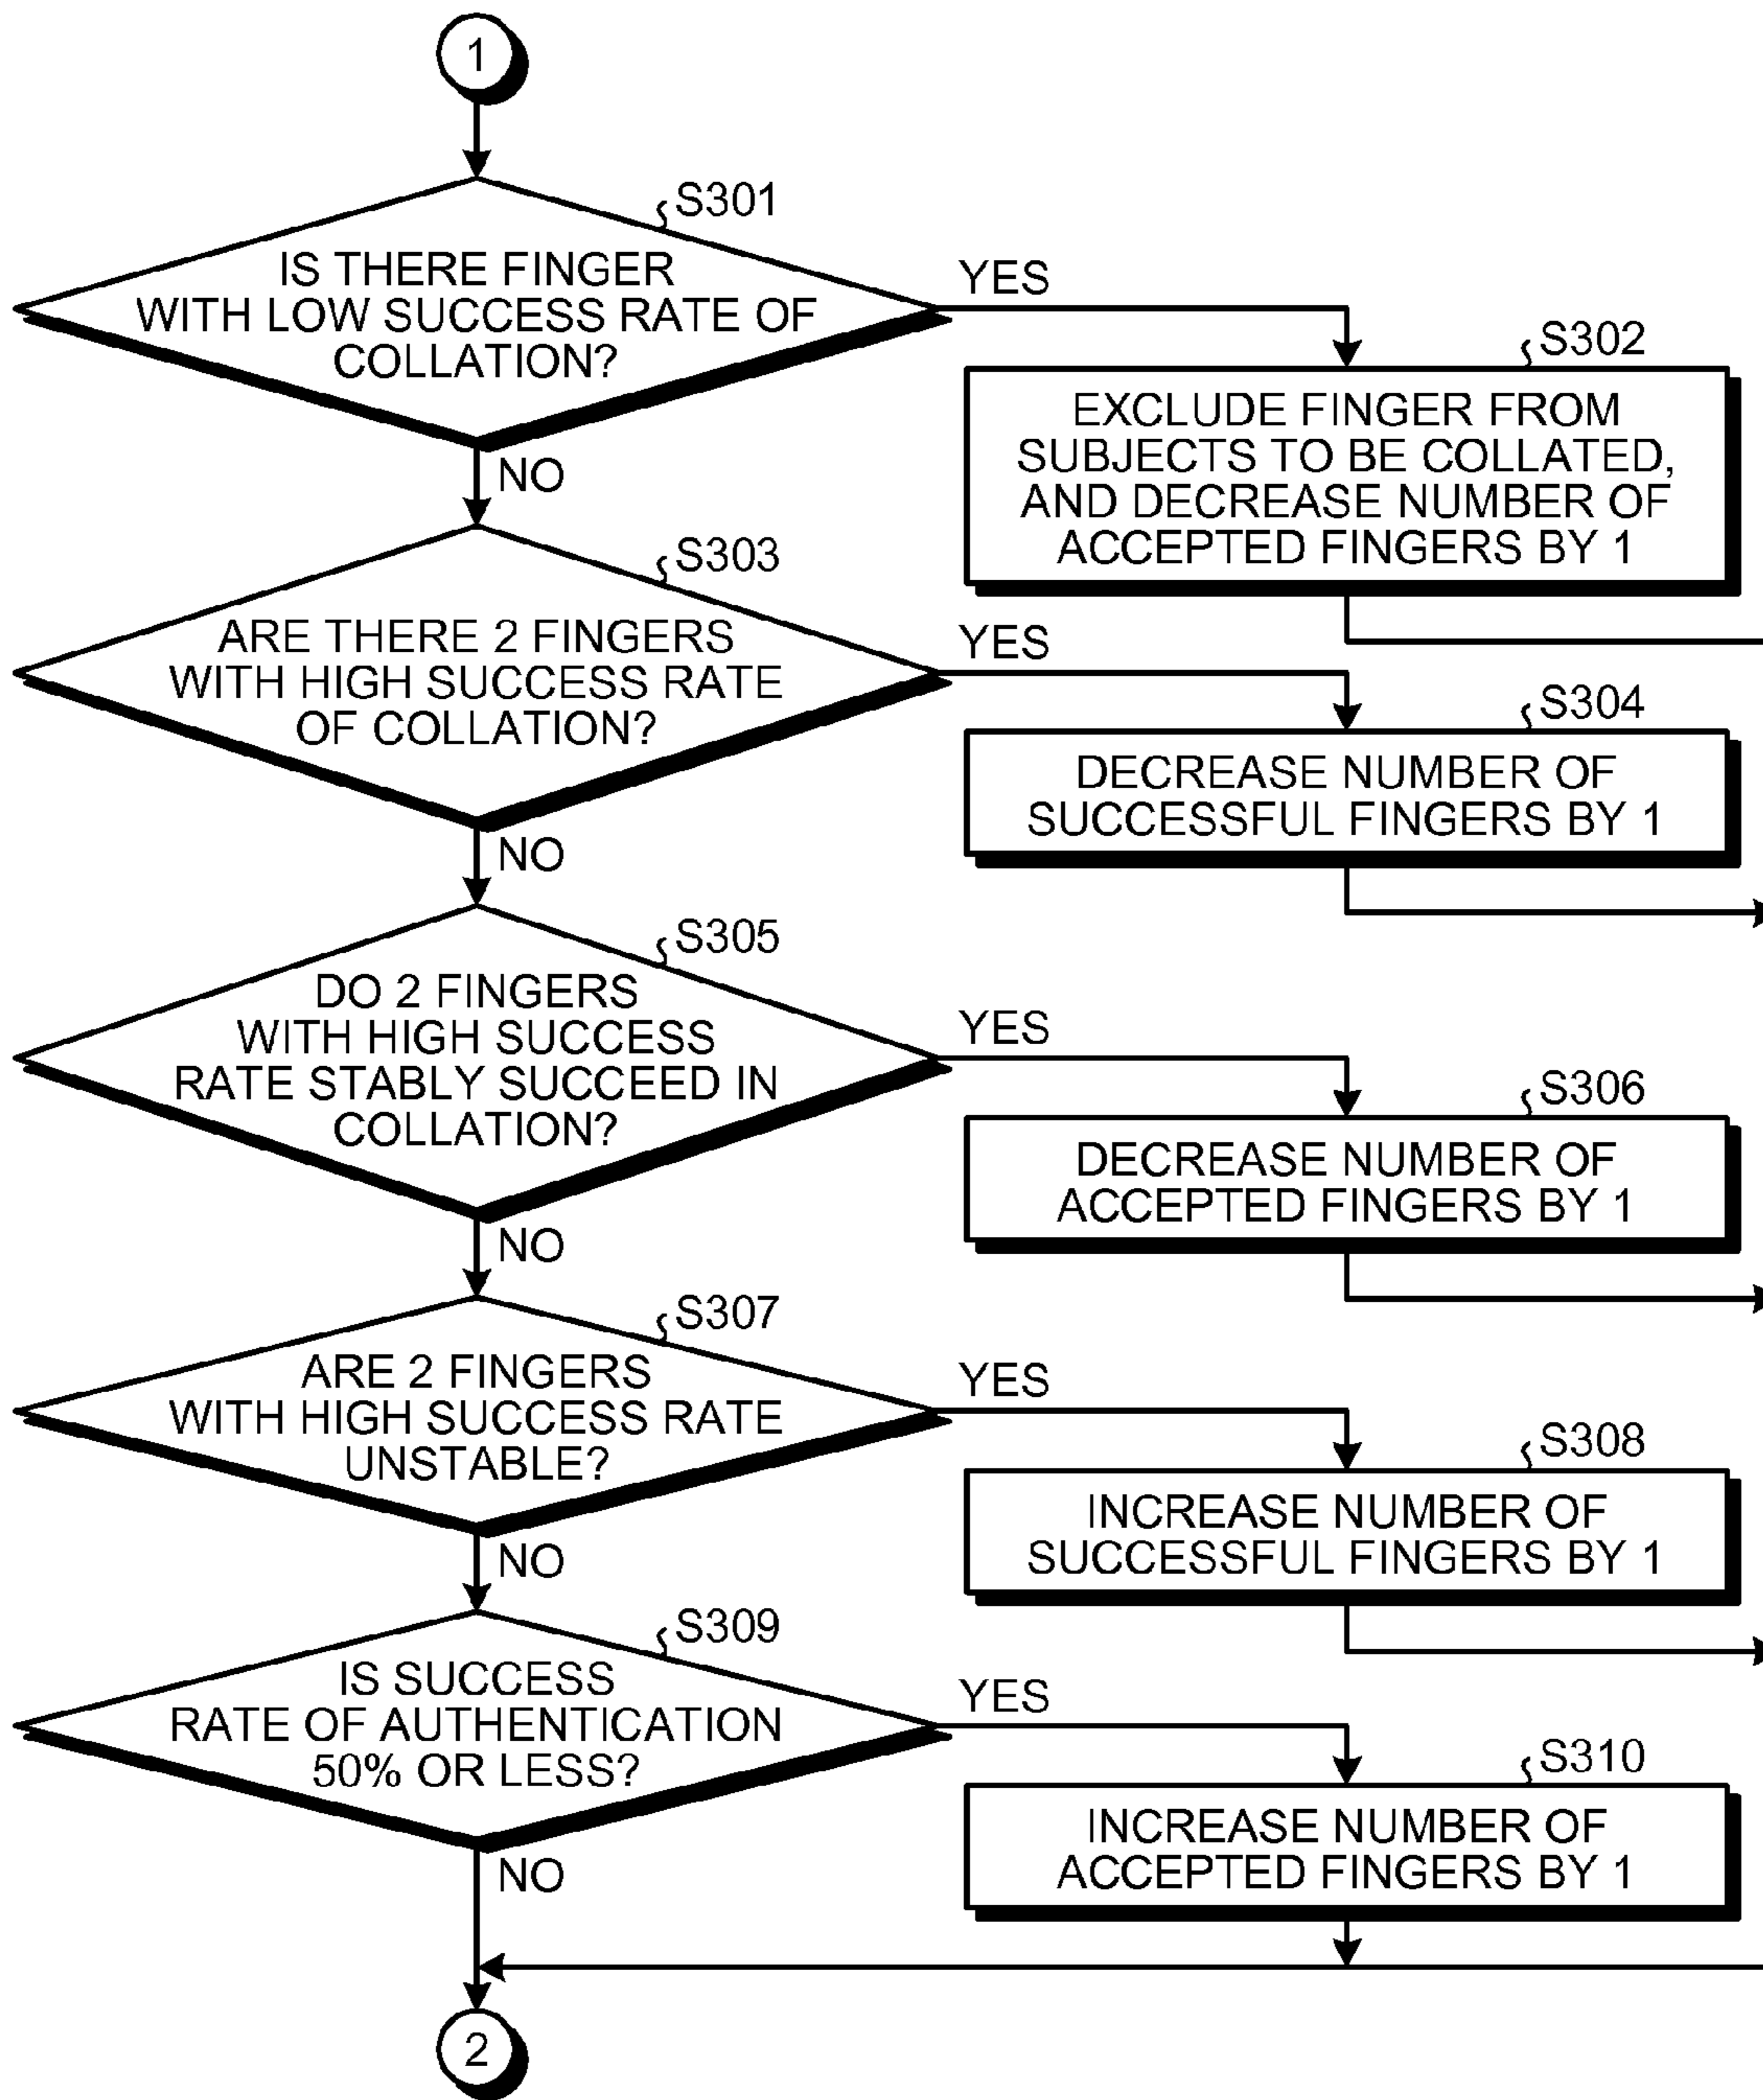 1
S301
IS THERE FINGER
WITH LOW SUCCESS RATE OF
COLLATION?
YES
NO
S302
EXCLUDE FINGER FROM
SUBJECTS TO BE COLLATED,
AND DECREASE NUMBER OF
ACCEPTED FINGERS BY 1
S303
ARE THERE 2 FINGERS
WITH HIGH SUCCESS RATE
OF COLLATION?
YES
NO
S304
DECREASE NUMBER OF
SUCCESSFUL FINGERS BY 1
S305
DO 2 FINGERS
WITH HIGH SUCCESS
RATE STABLY SUCCEED IN
COLLATION?
YES
NO
S306
DECREASE NUMBER OF
ACCEPTED FINGERS BY 1
S307
ARE 2 FINGERS
WITH HIGH SUCCESS RATE
UNSTABLE?
YES
NO
S308
INCREASE NUMBER OF
SUCCESSFUL FINGERS BY 1
S309
IS SUCCESS
RATE OF AUTHENTICATION
50% OR LESS?
YES
NO
S310
INCREASE NUMBER OF
ACCEPTED FINGERS BY 1
2